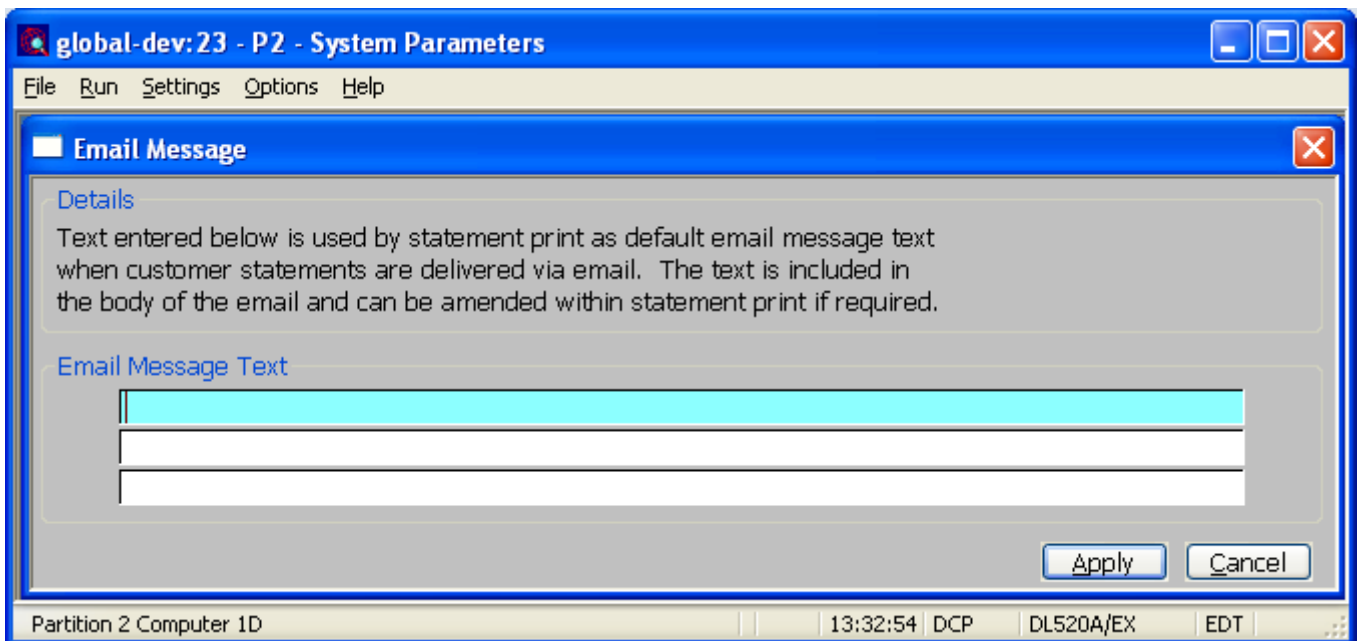 global-dev:23 - P2 - System Parameters
File Run Settings Options Help
Email Message
Details
Text entered below is used by statement print as default email message text
when customer statements are delivered via email. The text is included in
the body of the email and can be amended within statement print if required.
Email Message Text
Apply Cancel
Partition 2 Computer 1D 13:32:54 DCP DL520A/EX EDT